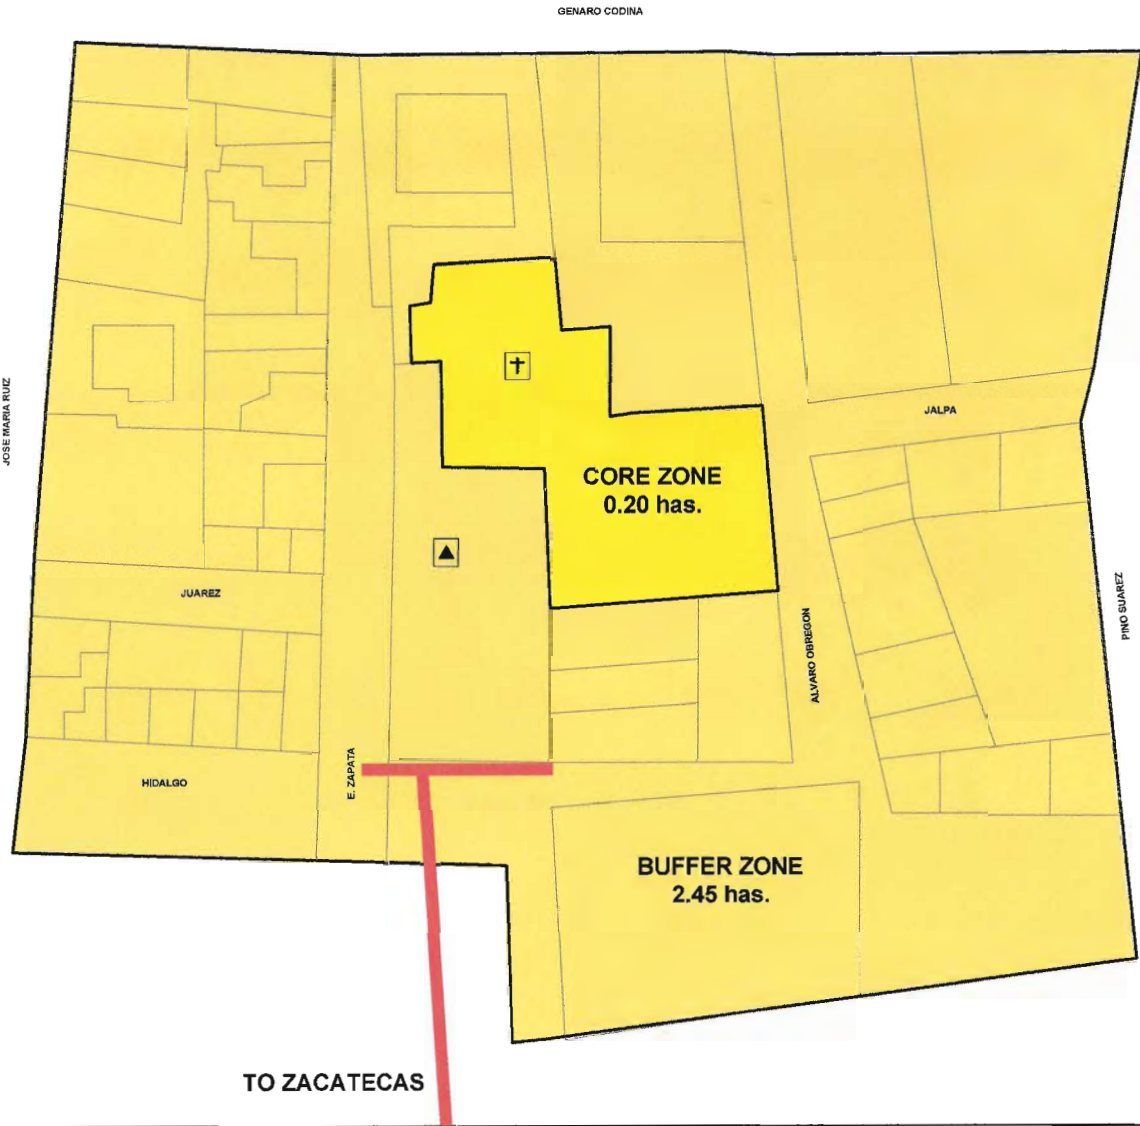 GENARO CODINA
JOSE MARIA RUIZ
JALPA
CORE ZONE
0.20 has.
JUAREZ
PINO SUAREZ
ALVARO OBREGON
E. ZAPATA
HIDALGO
BUFFER ZONE
2.45 has.
TO ZACATECAS